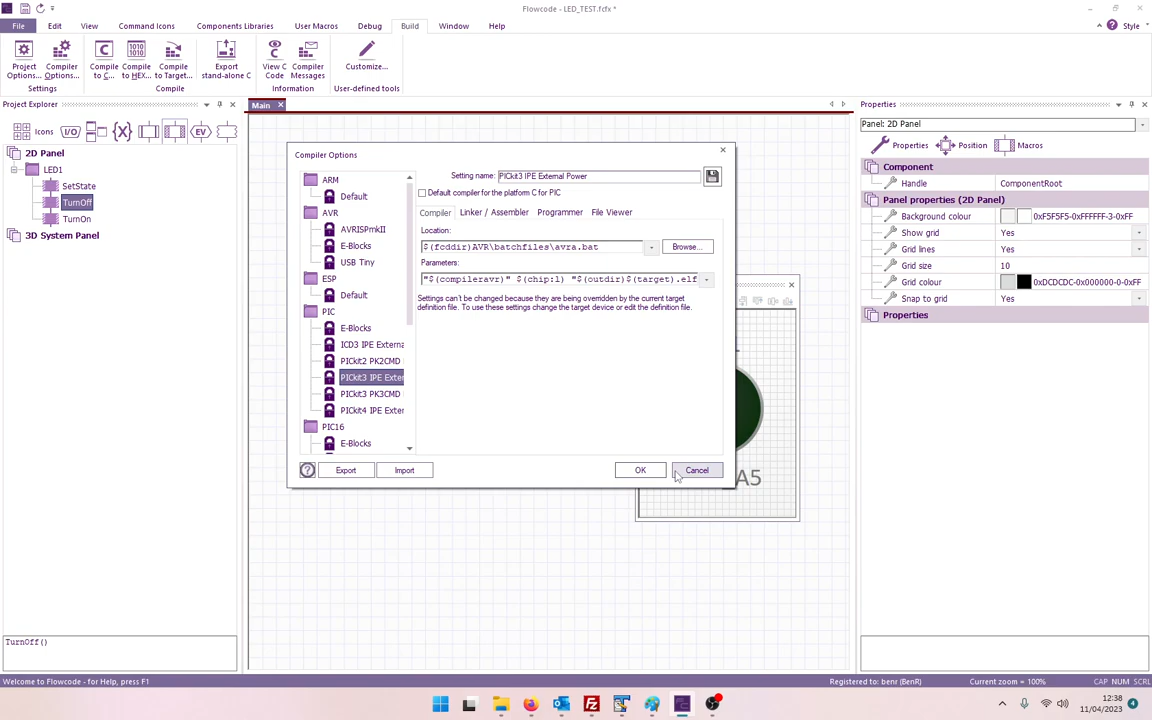 Flowcode - LED_TEST.fcfx *
File Edit View Command Icons Components Libraries User Macros Debug Build Window Help Style
Project Options... Compiler Options... Compile to C... Compile to HEX... Compile to Target... Export stand-alone C View C Code Compiler Messages Customize...
Settings Compile Information User-defined tools
Project Explorer
Icons I/O {X} EV
2D Panel
LED1
SetState
TurnOff
TurnOn
3D System Panel
TurnOff()
Main
Compiler Options
ARM
Default
AVR
AVRISPmkII
E-Blocks
USB Tiny
ESP
Default
PIC
E-Blocks
ICD3 IPE Externa
PICkit2 PK2CMD
PICkit3 IPE Exter
PICkit3 PK3CMD
PICkit4 IPE Exter
PIC16
E-Blocks
Setting name: PICkit3 IPE External Power
Default compiler for the platform C for PIC
Compiler Linker / Assembler Programmer File Viewer
Location:
$(fcddir)AVR\batchfiles\avra.bat Browse...
Parameters:
"$(compileravr)" $(chip:l) "$(outdir)$(target).elf
Settings can't be changed because they are being overridden by the current target
definition file. To use these settings change the target device or edit the definition file.
Export Import OK Cancel
A5
Properties
Panel: 2D Panel
Properties Position Macros
Component
Handle ComponentRoot
Panel properties (2D Panel)
Background colour 0xF5F5F5-0xFFFFFF-3-0xFF
Show grid Yes
Grid lines Yes
Grid size 10
Grid colour 0xDCDCDC-0x000000-0-0xFF
Snap to grid Yes
Properties
Welcome to Flowcode - for Help, press F1 Registered to: benr (BenR) Current zoom = 100% CAP NUM SCRL
12:38
11/04/2023
4